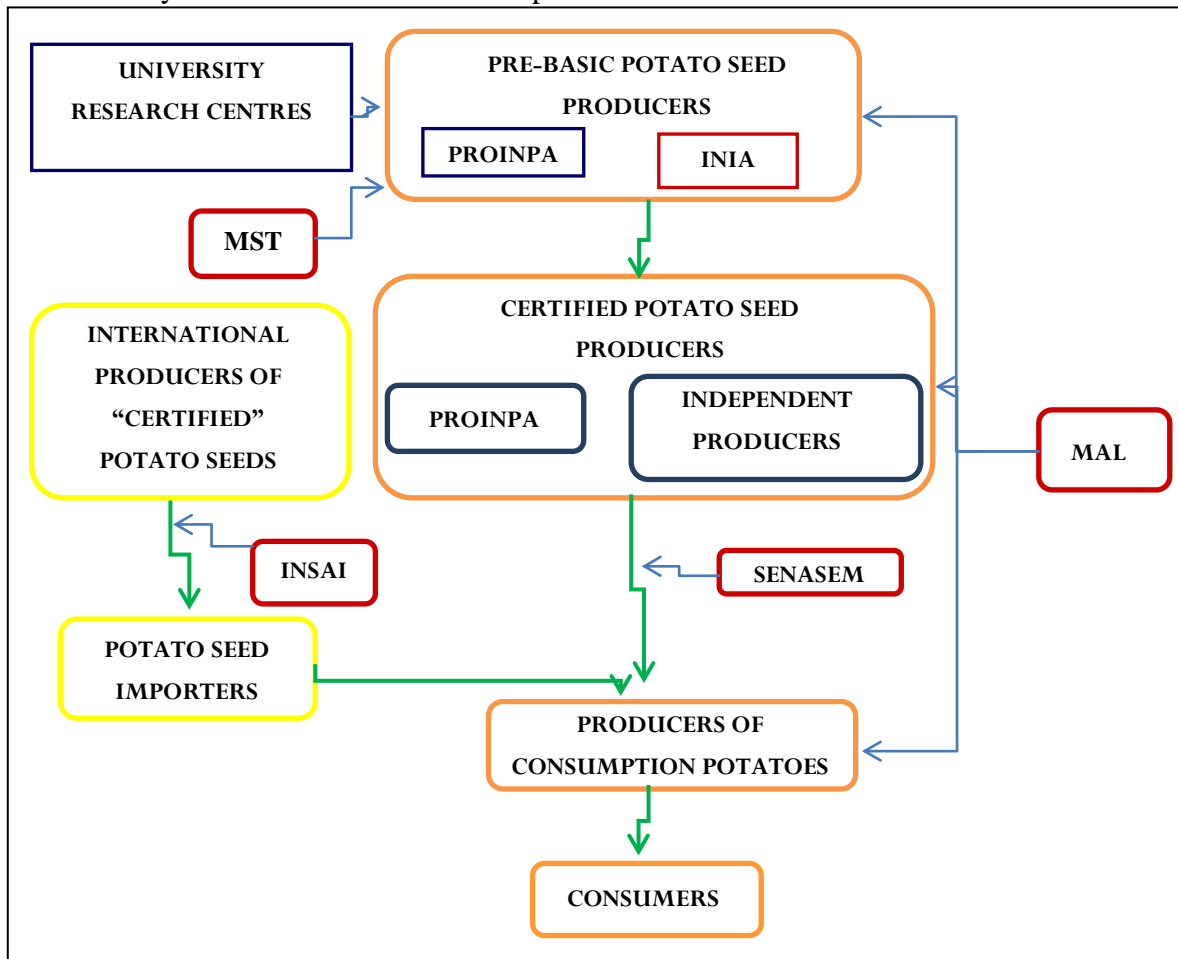 UNIVERSITY
RESEARCH CENTRES
PRE-BASIC POTATO SEED
PRODUCERS
PROINPA
INIA
MST
INTERNATIONAL
PRODUCERS OF
“CERTIFIED”
POTATO SEEDS
CERTIFIED POTATO SEED
PRODUCERS
PROINPA
INDEPENDENT
PRODUCERS
MAL
INSAI
SENASEM
POTATO SEED
IMPORTERS
PRODUCERS OF
CONSUMPTION POTATOES
CONSUMERS